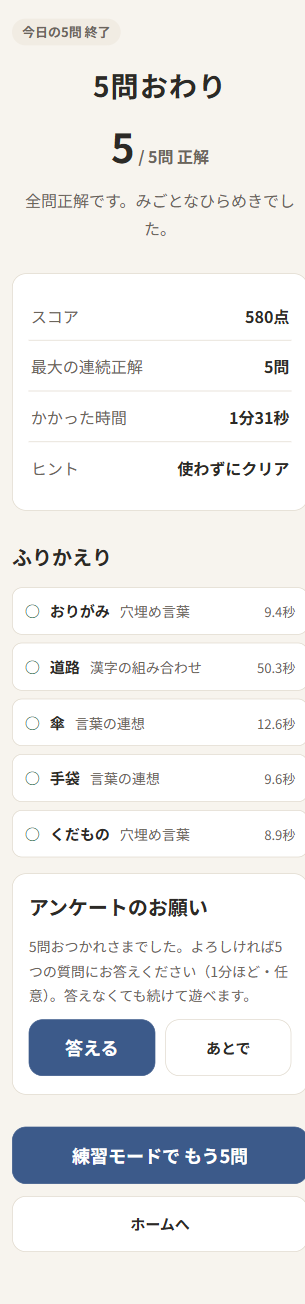 今日の5問 終了
5問おわり
5 / 5問 正解
全問正解です。みごとなひらめきでし
た。
スコア 580点
最大の連続正解 5問
かかった時間 1分31秒
ヒント 使わずにクリア
ふりかえり
○ おりがみ 穴埋め言葉 9.4秒
○ 道路 漢字の組み合わせ 50.3秒
○ 傘 言葉の連想 12.6秒
○ 手袋 言葉の連想 9.6秒
○ くだもの 穴埋め言葉 8.9秒
アンケートのお願い
5問おつかれさまでした。よろしければ5
つの質問にお答えください（1分ほど・任
意）。答えなくても続けて遊べます。
答える あとで
練習モードで もう5問
ホームへ